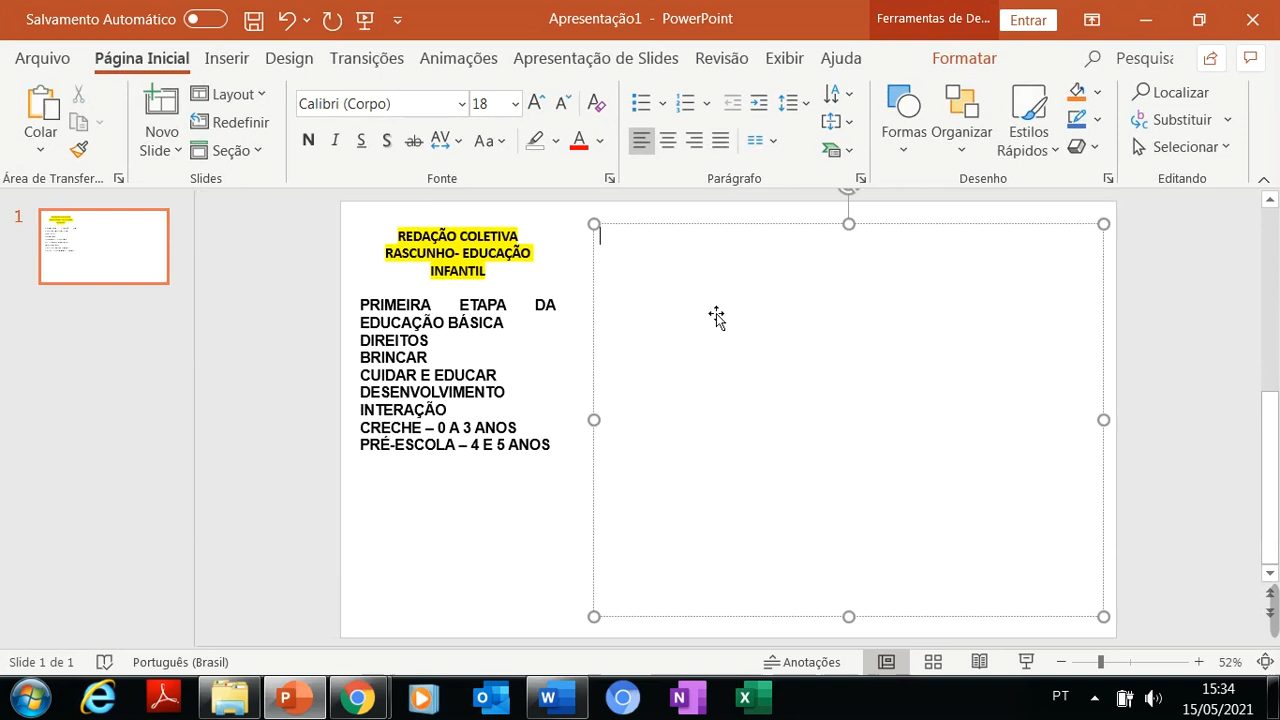 Salvamento Automático
Apresentação1 - PowerPoint
Ferramentas de De...
Entrar
Arquivo
Página Inicial
Inserir
Design
Transições
Animações
Apresentação de Slides
Revisão
Exibir
Ajuda
Formatar
Pesquisa
Colar
Novo
Slide
Layout
Redefinir
Seção
Calibri (Corpo)
18
N I S S ab AV Aa A
Formas
Organizar
Estilos
Rápidos
Localizar
Substituir
Selecionar
Área de Transfer...
Slides
Fonte
Parágrafo
Desenho
Editando
1
REDAÇÃO COLETIVA
RASCUNHO- EDUCAÇÃO
INFANTIL
PRIMEIRA ETAPA DA
EDUCAÇÃO BÁSICA
DIREITOS
BRINCAR
CUIDAR E EDUCAR
DESENVOLVIMENTO
INTERAÇÃO
CRECHE – 0 A 3 ANOS
PRÉ-ESCOLA – 4 E 5 ANOS
Slide 1 de 1
Português (Brasil)
Anotações
52%
PT
15:34
15/05/2021